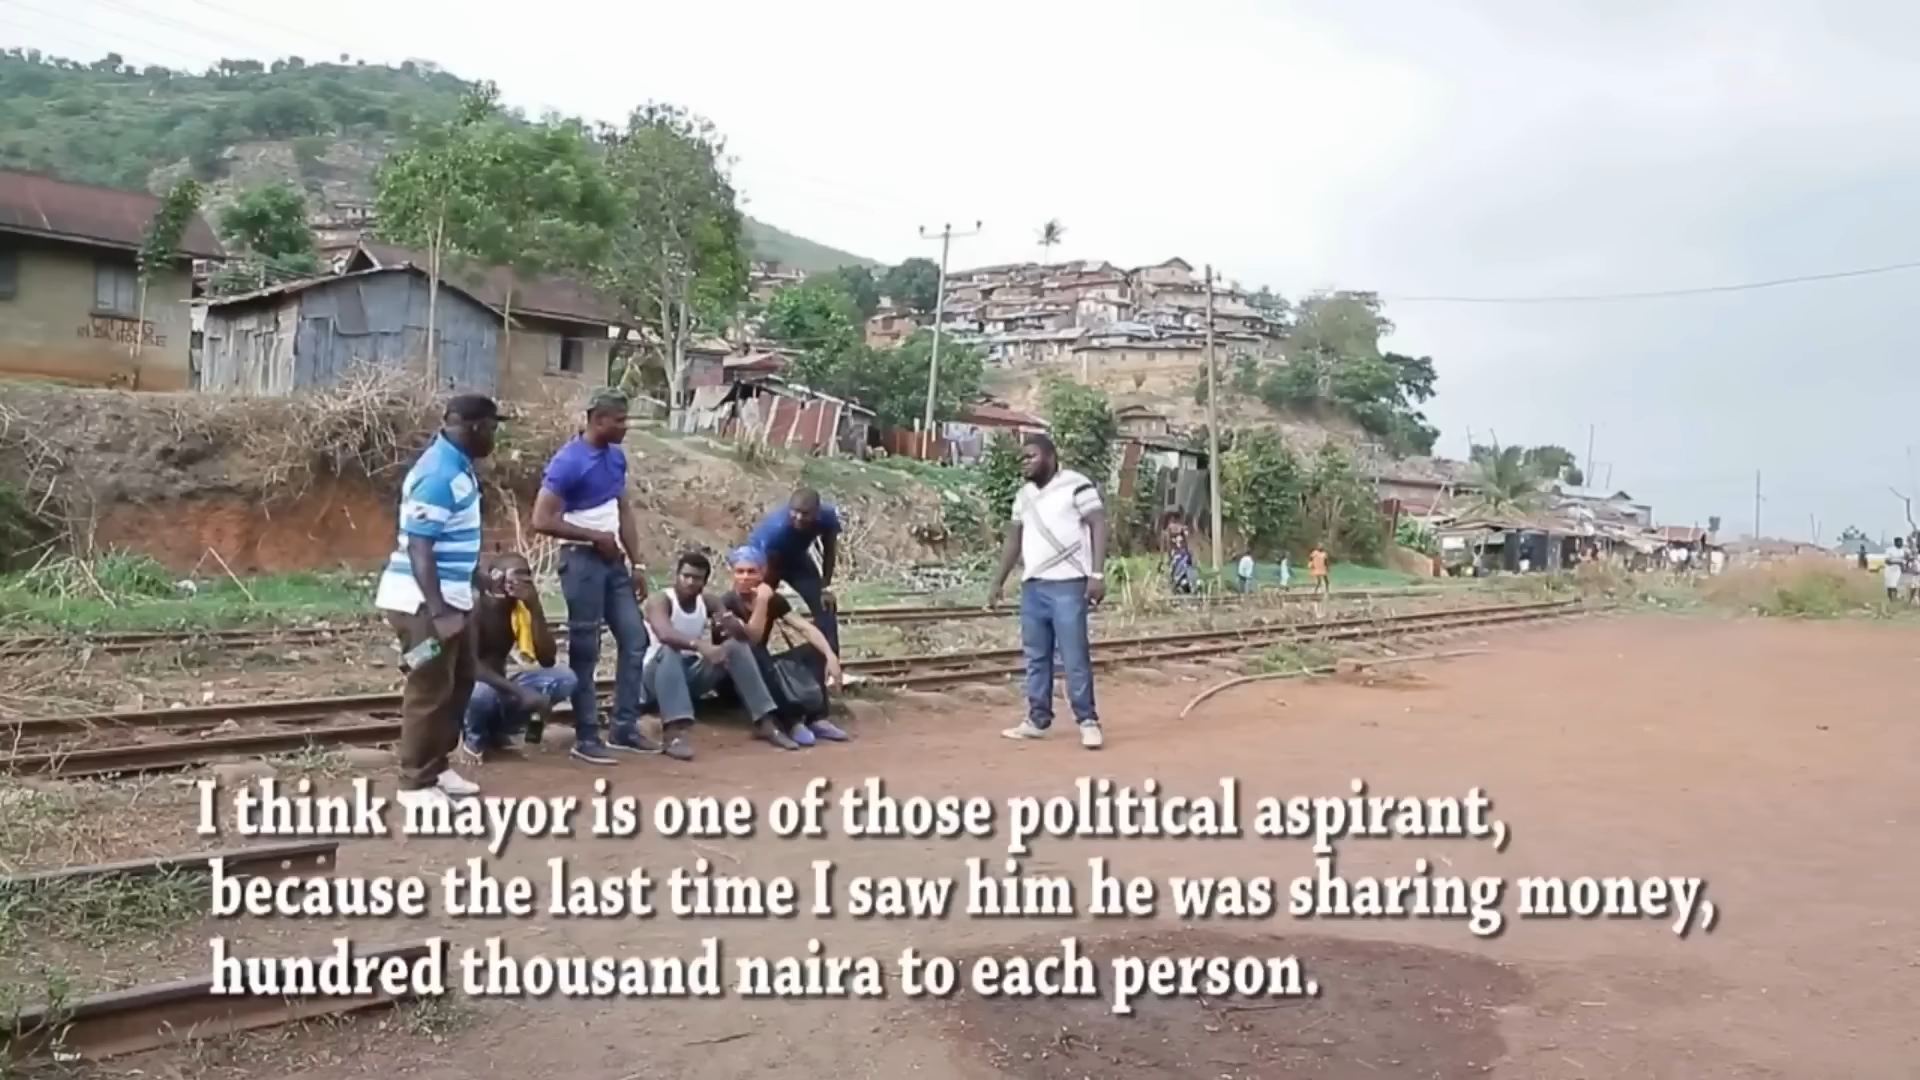 I think mayor is one of those political aspirant,
because the last time I saw him he was sharing money,
hundred thousand naira to each person.